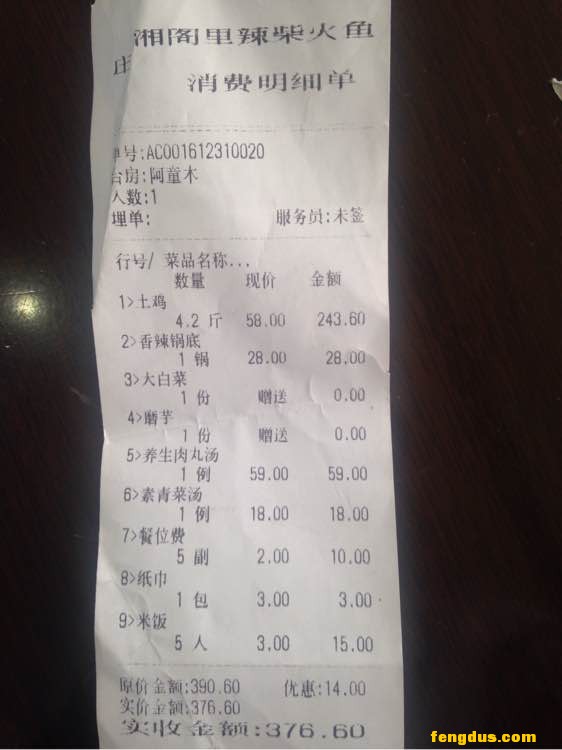 湘阁里辣柴火鱼
庄
消费明细单
单号:AC001612310020
台房:阿童木
人数:1
埋单: 服务员:未签
行号/ 菜品名称...
数量 现价 金额
1>土鸡
4.2 斤 58.00 243.60
2>香辣锅底
1 锅 28.00 28.00
3>大白菜
1 份 赠送 0.00
4>磨芋
1 份 赠送 0.00
5>养生肉丸汤
1 例 59.00 59.00
6>素青菜汤
1 例 18.00 18.00
7>餐位费
5 副 2.00 10.00
8>纸巾
1 包 3.00 3.00
9>米饭
5 人 3.00 15.00
原价金额:390.60 优惠:14.00
实价金额:376.60
实收金额:376.60
fengdus.com